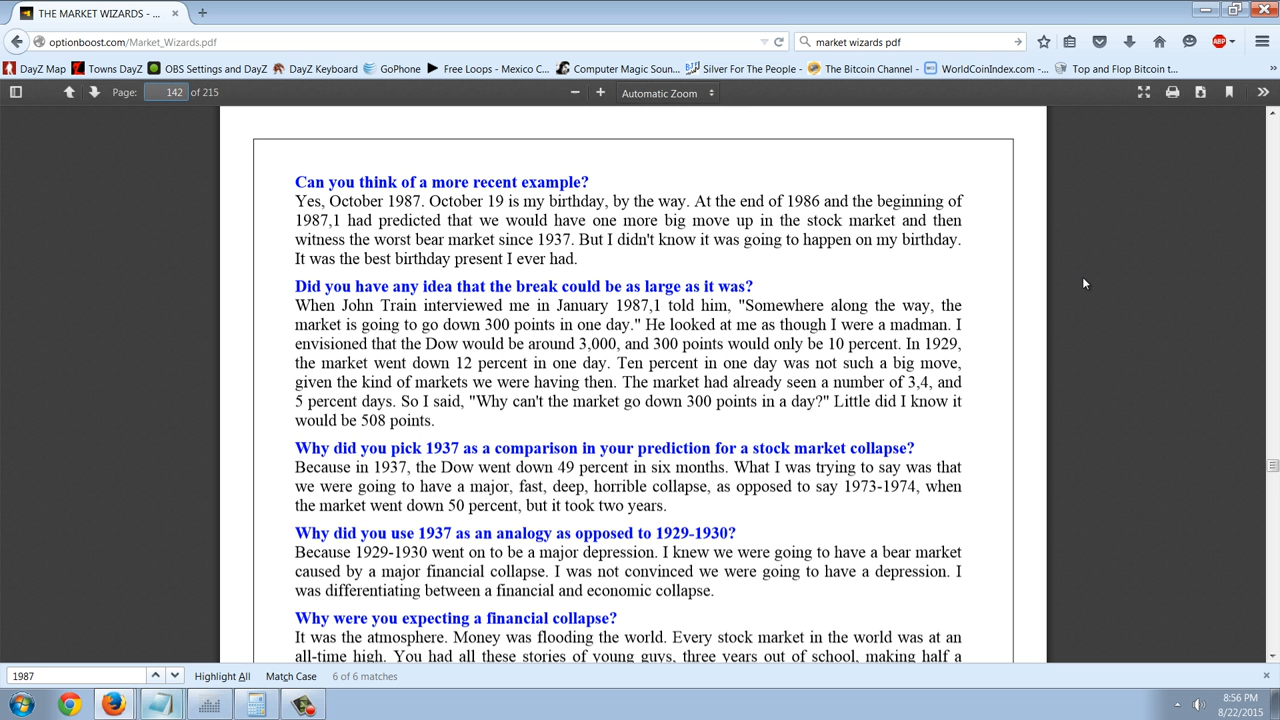 THE MARKET WIZARDS - ...
optionboost.com/Market_Wizards.pdf
market wizards pdf
ABP
DayZ Map
Towns DayZ
OBS Settings and DayZ
DayZ Keyboard
GoPhone
Free Loops - Mexico C...
Computer Magic Soun...
Silver For The People -
The Bitcoin Channel -
WorldCoinIndex.com -...
Top and Flop Bitcoin t...
Page: 142 of 215
Automatic Zoom
Can you think of a more recent example?
Yes, October 1987. October 19 is my birthday, by the way. At the end of 1986 and the beginning of
1987,1 had predicted that we would have one more big move up in the stock market and then
witness the worst bear market since 1937. But I didn't know it was going to happen on my birthday.
It was the best birthday present I ever had.
Did you have any idea that the break could be as large as it was?
When John Train interviewed me in January 1987,1 told him, "Somewhere along the way, the
market is going to go down 300 points in one day." He looked at me as though I were a madman. I
envisioned that the Dow would be around 3,000, and 300 points would only be 10 percent. In 1929,
the market went down 12 percent in one day. Ten percent in one day was not such a big move,
given the kind of markets we were having then. The market had already seen a number of 3,4, and
5 percent days. So I said, "Why can't the market go down 300 points in a day?" Little did I know it
would be 508 points.
Why did you pick 1937 as a comparison in your prediction for a stock market collapse?
Because in 1937, the Dow went down 49 percent in six months. What I was trying to say was that
we were going to have a major, fast, deep, horrible collapse, as opposed to say 1973-1974, when
the market went down 50 percent, but it took two years.
Why did you use 1937 as an analogy as opposed to 1929-1930?
Because 1929-1930 went on to be a major depression. I knew we were going to have a bear market
caused by a major financial collapse. I was not convinced we were going to have a depression. I
was differentiating between a financial and economic collapse.
Why were you expecting a financial collapse?
It was the atmosphere. Money was flooding the world. Every stock market in the world was at an
all-time high. You had all these stories of young guys, three years out of school, making half a
1987
Highlight All
Match Case
6 of 6 matches
8:56 PM
8/22/2015